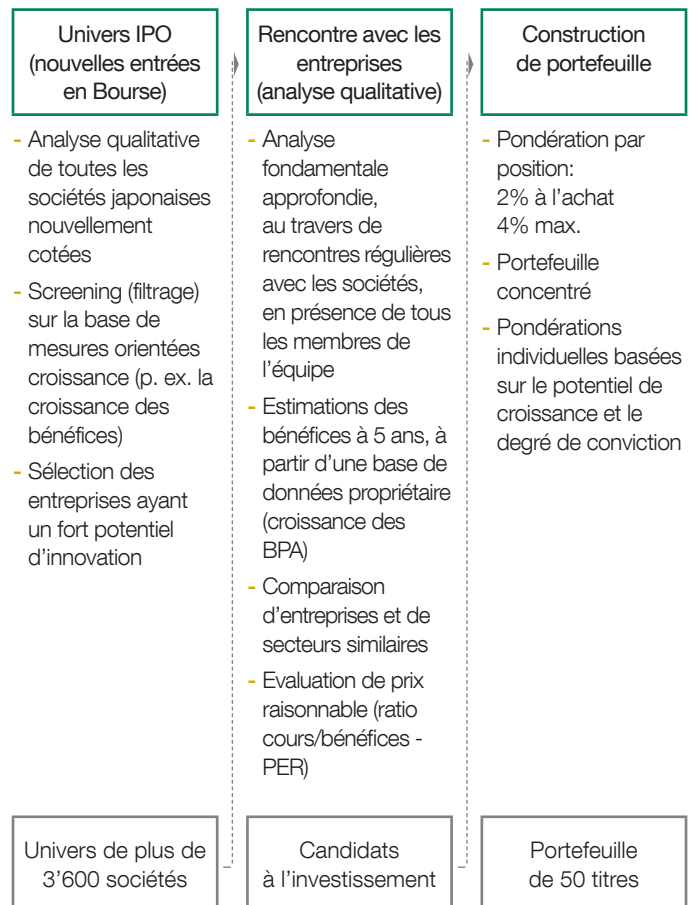 Univers IPO
(nouvelles entrées
en Bourse)
- Analyse qualitative
de toutes les
sociétés japonaises
nouvellement
cotées
- Screening (filtrage)
sur la base de
mesures orientées
croissance (p. ex. la
croissance des
bénéfices)
- Sélection des
entreprises ayant
un fort potentiel
d’innovation
Univers de plus de
3’600 sociétés
Rencontre avec les
entreprises
(analyse qualitative)
- Analyse
fondamentale
approfondie,
au travers de
rencontres régulières
avec les sociétés,
en présence de tous
les membres de
l’équipe
- Estimations des
bénéfices à 5 ans, à
partir d’une base de
données propriétaire
(croissance des
BPA)
- Comparaison
d’entreprises et de
secteurs similaires
- Evaluation de prix
raisonnable (ratio
cours/bénéfices -
PER)
Candidats
à l’investissement
Construction
de portefeuille
- Pondération par
position:
2% à l’achat
4% max.
- Portefeuille
concentré
- Pondérations
individuelles basées
sur le potentiel de
croissance et le
degré de conviction
Portefeuille
de 50 titres